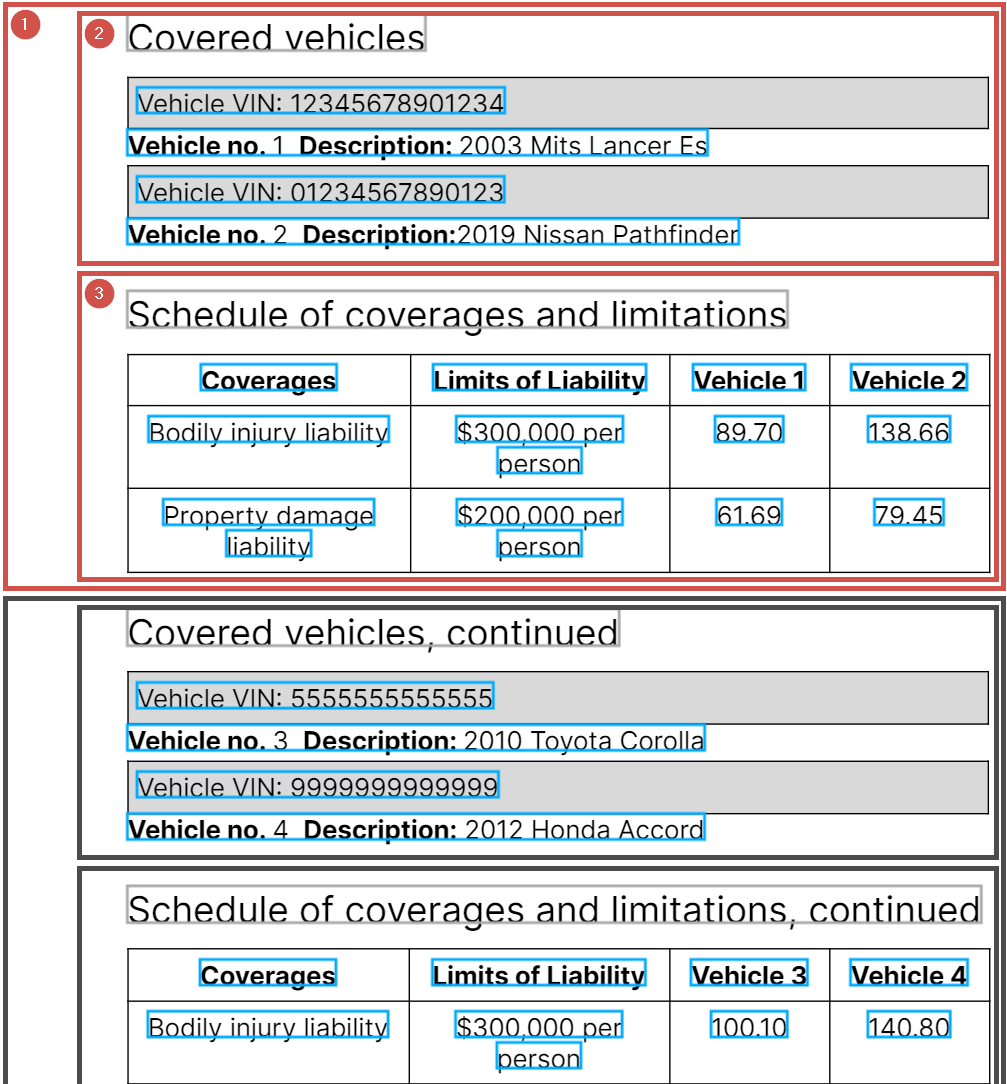 1
2 Covered vehicles
Vehicle VIN: 12345678901234
Vehicle no. 1 Description: 2003 Mits Lancer Es
Vehicle VIN: 01234567890123
Vehicle no. 2 Description:2019 Nissan Pathfinder
3
Schedule of coverages and limitations
Coverages Limits of Liability Vehicle 1 Vehicle 2
Bodily injury liability $300,000 per person 89.70 138.66
Property damage liability $200,000 per person 61.69 79.45
Covered vehicles, continued
Vehicle VIN: 5555555555555
Vehicle no. 3 Description: 2010 Toyota Corolla
Vehicle VIN: 9999999999999
Vehicle no. 4 Description: 2012 Honda Accord
Schedule of coverages and limitations, continued
Coverages Limits of Liability Vehicle 3 Vehicle 4
Bodily injury liability $300,000 per person 100.10 140.80